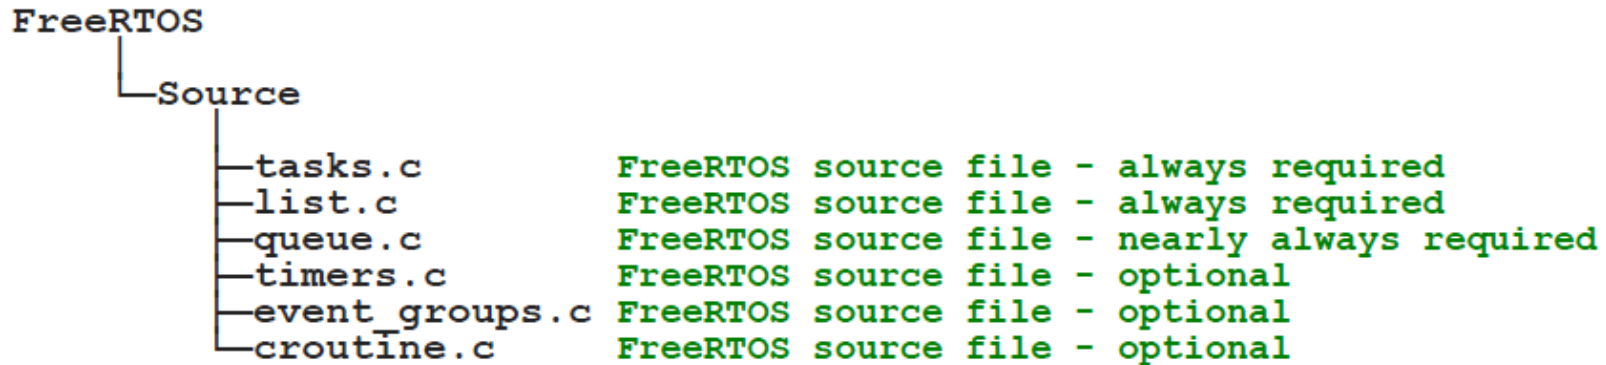 FreeRTOS
Source
tasks.c FreeRTOS source file - always required
list.c FreeRTOS source file - always required
queue.c FreeRTOS source file - nearly always required
timers.c FreeRTOS source file - optional
event_groups.c FreeRTOS source file - optional
croutine.c FreeRTOS source file - optional